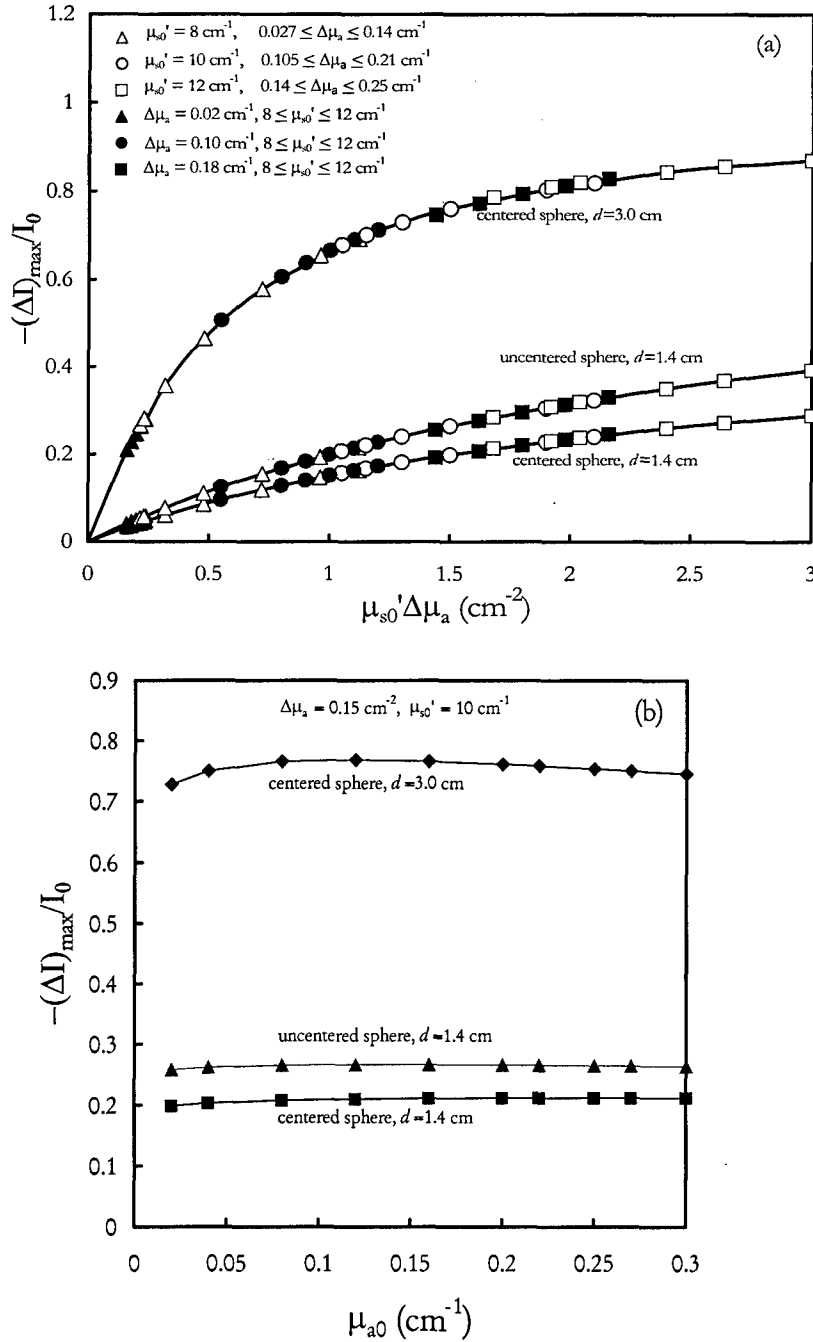 (a)
μs0' = 8 cm-1, 0.027 ≤ Δμa ≤ 0.14
μs0' = 10 cm-1, 0.105 ≤ Δμa ≤ 0.21
μs0' = 12 cm-1, 0.14 ≤ Δμa ≤ 0.25
Δμa = 0.02 cm-1, 8 ≤ μs0' ≤ 12 cm-1
Δμa = 0.10 cm-1, 8 ≤ μs0' ≤ 12 cm-1
Δμa = 0.18 cm-1, 8 ≤ μs0' ≤ 12 cm-1
1.2
1
0.8
0.6
0.4
0.2
0
−(ΔI)max/I0
centered sphere, d=3.0 cm
uncentered sphere, d=1.4 cm
centered sphere, d=1.4 cm
0 0.5 1 1.5 2 2.5 3
μs0'Δμa (cm-2)
(b)
Δμa = 0.15 cm-2, μs0' = 10 cm-1
0.9
0.8
0.7
0.6
0.5
0.4
0.3
0.2
0.1
0
−(ΔI)max/I0
centered sphere, d=3.0 cm
uncentered sphere, d=1.4 cm
centered sphere, d=1.4 cm
0 0.05 0.1 0.15 0.2 0.25 0.3
μa0 (cm-1)